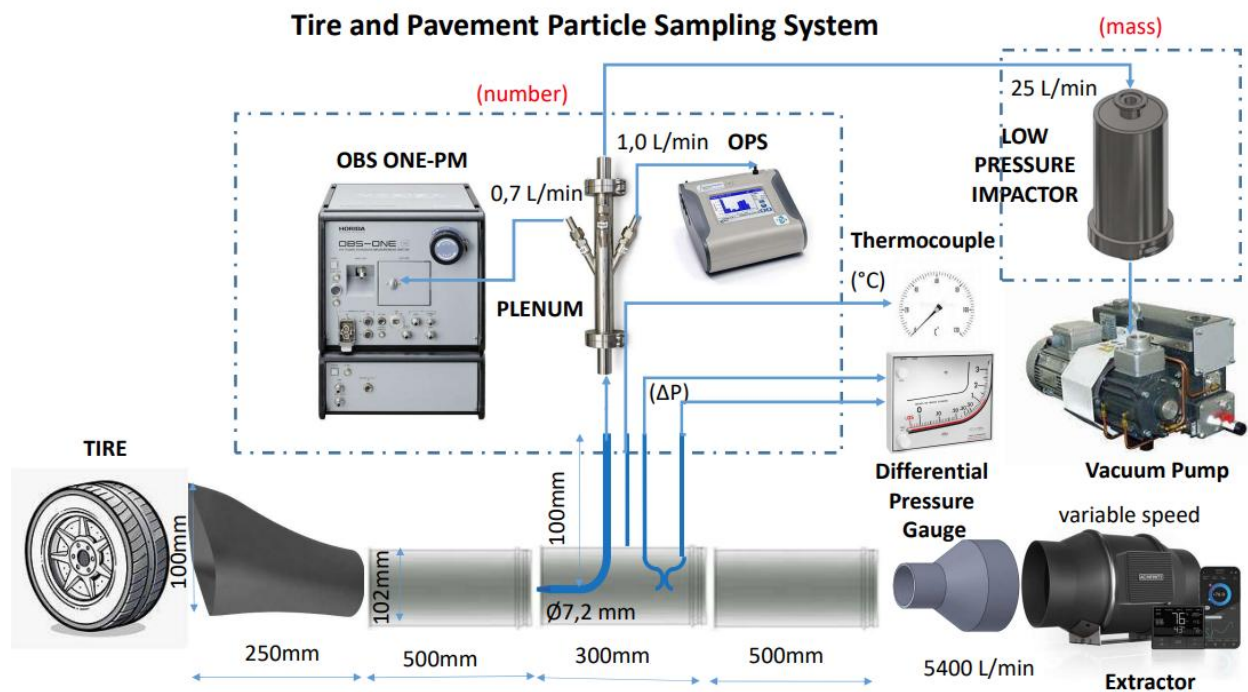 Tire and Pavement Particle Sampling System
(mass)
(number)
25 L/min
1,0 L/min
OPS
OBS ONE-PM
0,7 L/min
LOW
PRESSURE
IMPACTOR
HORIBA
OBS-ONE
Thermocouple
(°C)
PLENUM
(ΔP)
TIRE
Differential
Pressure
Gauge
Vacuum Pump
variable speed
100mm
102mm
100mm
Ø7,2 mm
250mm
500mm
300mm
500mm
5400 L/min
Extractor